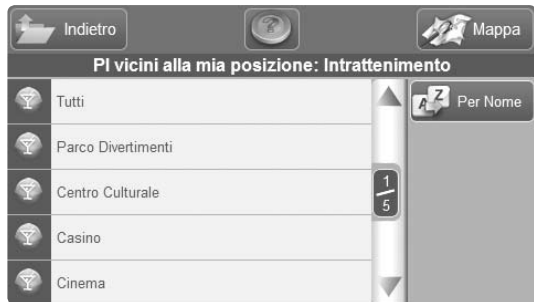 Indietro
?
Mappa
PI vicini alla mia posizione: Intrattenimento
Tutti
A Z
Per Nome
Parco Divertimenti
Centro Culturale
1
5
Casino
Cinema